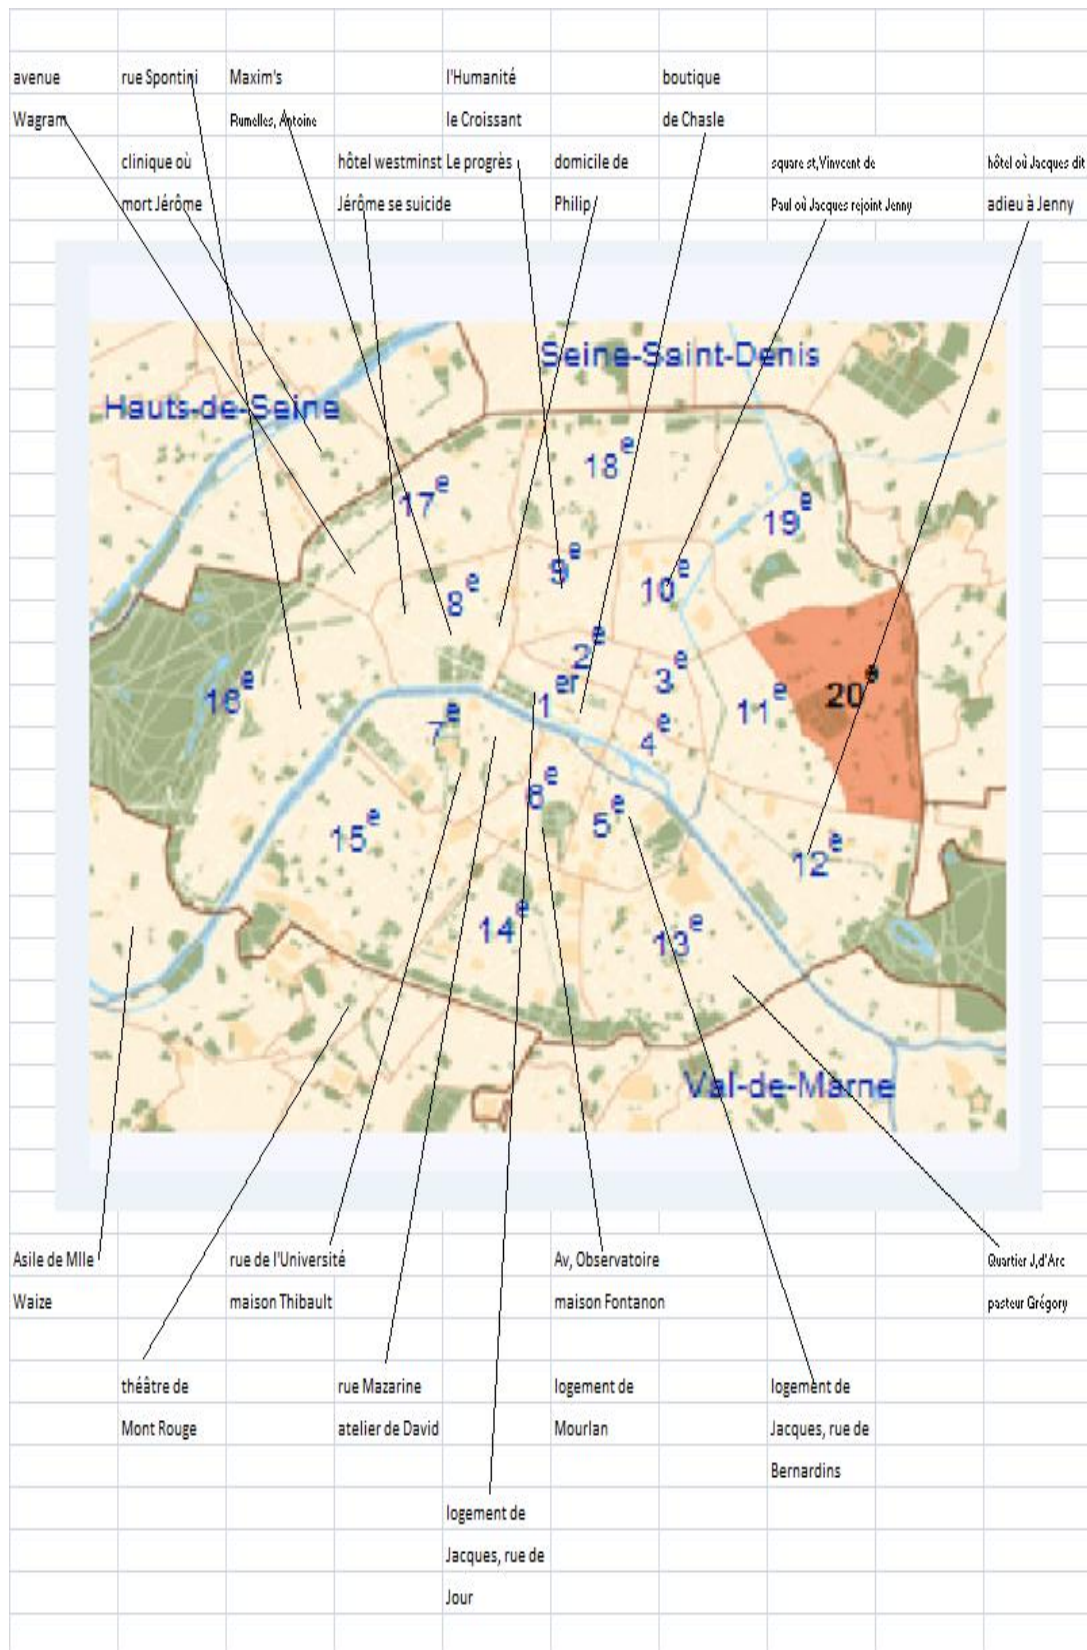 avenue rue Spontini Maxim's l'Humanité boutique
Wagram Rumelles, Antoine le Croissant de Chasle
clinique où hôtel westminst Le progrès domicile de square st,Vinvcent de hôtel où Jacques dit
mort Jérôme Jérôme se suicide Philip Paul où Jacques rejoint Jenny adieu à Jenny
Seine-Saint-Denis
Hauts-de-Seine
18e
17e
19e
9e
10e
8e
2e
3e
20e
16e
1er
11e
7e
4e
6e
5e
15e
12e
14e
13e
Val-de-Marne
Asile de Mlle rue de l'Université Av, Observatoire Quartier J,d'Arc
Waize maison Thibault maison Fontanon pasteur Grégory
théâtre de rue Mazarine logement de logement de
Mont Rouge atelier de David Mourlan Jacques, rue de
Bernardins
logement de
Jacques, rue de
Jour